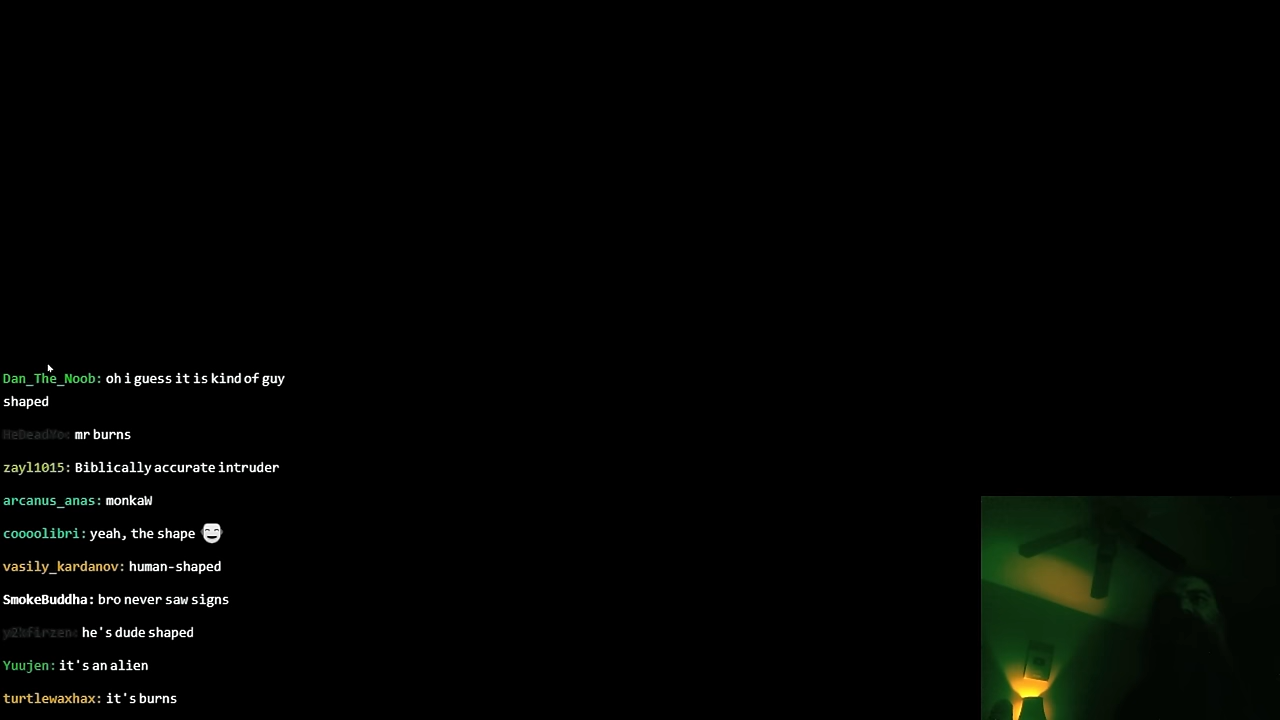 Dan_The_Noob: oh i guess it is kind of guy
shaped
HeDeadYo: mr burns
zayl1015: Biblically accurate intruder
arcanus_anas: monkaW
coooolibri: yeah, the shape
vasily_kardanov: human-shaped
SmokeBuddha: bro never saw signs
he's dude shaped
Yuujen: it's an alien
turtlewaxhax: it's burns